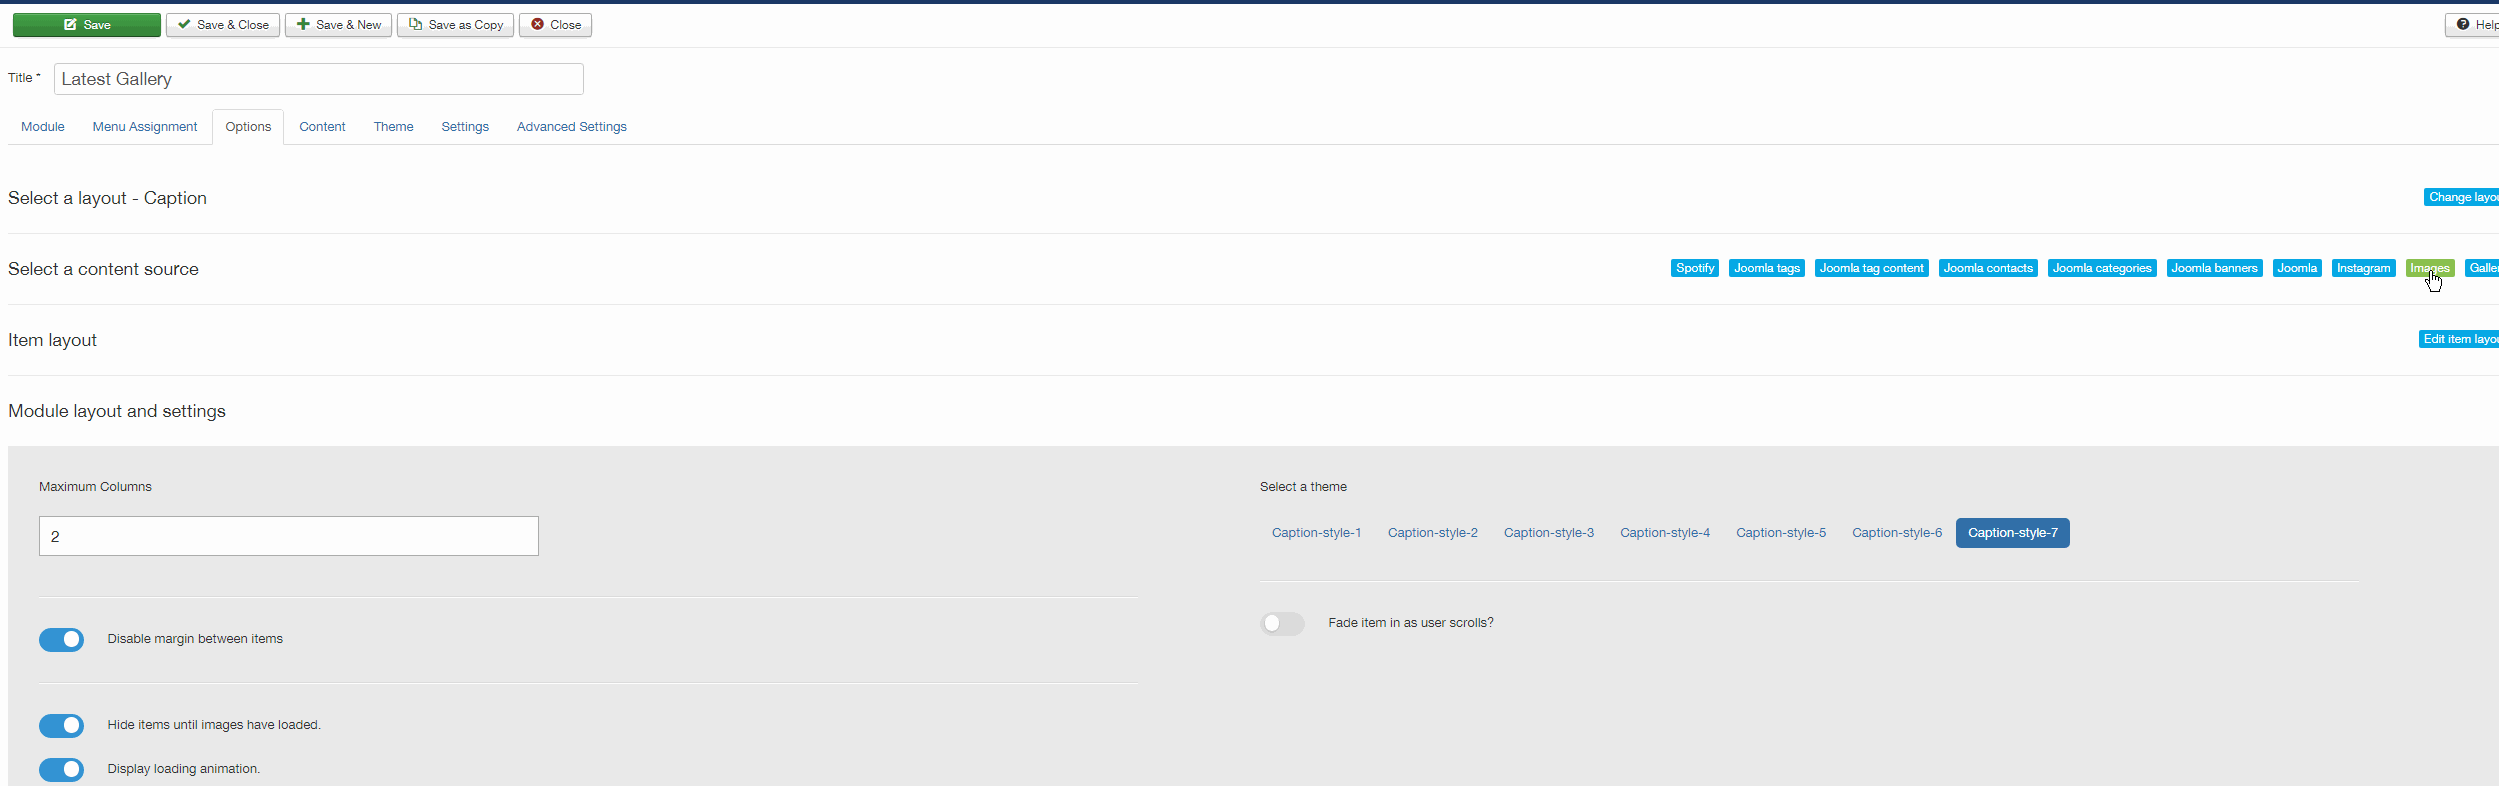 Save Save & Close Save & New Save as Copy Close Help
Title * Latest Gallery
Module Menu Assignment Options Content Theme Settings Advanced Settings
Select a layout - Caption Change layou
Select a content source Spotify Joomla tags Joomla tag content Joomla contacts Joomla categories Joomla banners Joomla Instagram Images Galle
Item layout Edit item layou
Module layout and settings
Maximum Columns Select a theme
2 Caption-style-1 Caption-style-2 Caption-style-3 Caption-style-4 Caption-style-5 Caption-style-6 Caption-style-7
Disable margin between items Fade item in as user scrolls?
Hide items until images have loaded.
Display loading animation.